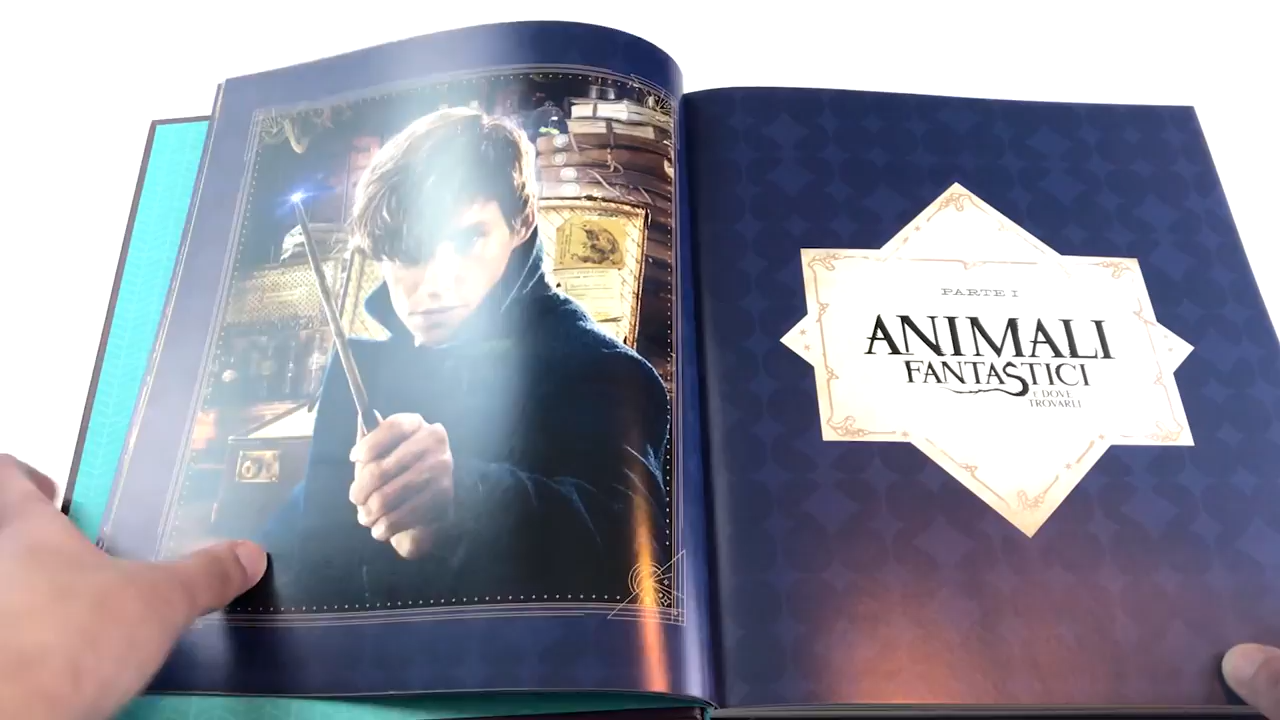 PARTE I
ANIMALI
FANTASTICI
E DOVE
TROVARLI